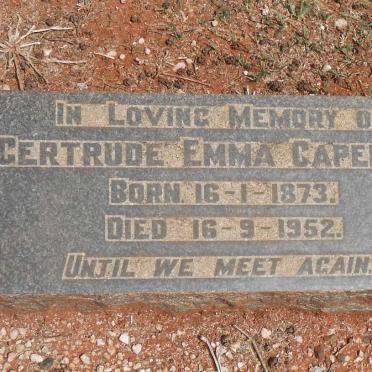 In Loving Memory O
Gertrude Emma Cape
Born 16-1-1873.
Died 16-9-1952.
Until we meet again.